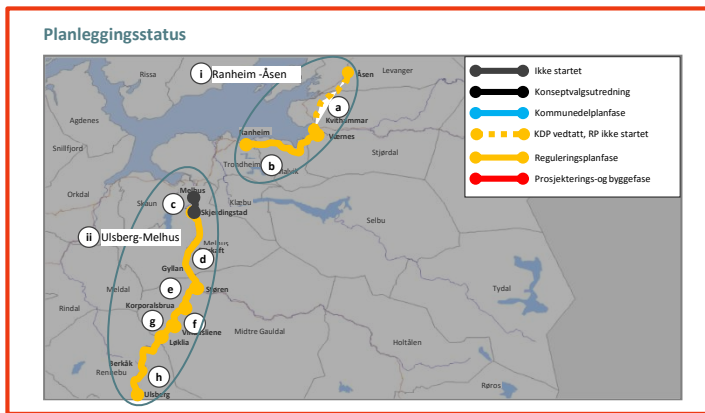 Planleggingsstatus
i Ranheim -Åsen
Rissa
Åsen
Levanger
Ikke startet
Konseptvalgsutredning
Kommunedelplanfase
KDP vedtatt, RP ikke startet
Reguleringsplanfase
Prosjekterings-og byggefase
a
Agdenes
Kvithammar
Ranheim
Værnes
Snillfjord
Stjørdal
b
Trondheim
Malvik
Orkdal
Melhus
c
Skaun
Klæbu
Skjerdingstad
Selbu
ii Ulsberg-Melhus
Melhus
d
Gyllan
Tydal
Meldal
e
Støren
Korporalsbrua
Rindal
g
f
Midtre Gauldal
Løklia
Holtålen
Berkåk
Rennebu
h
Ulsberg
Røros